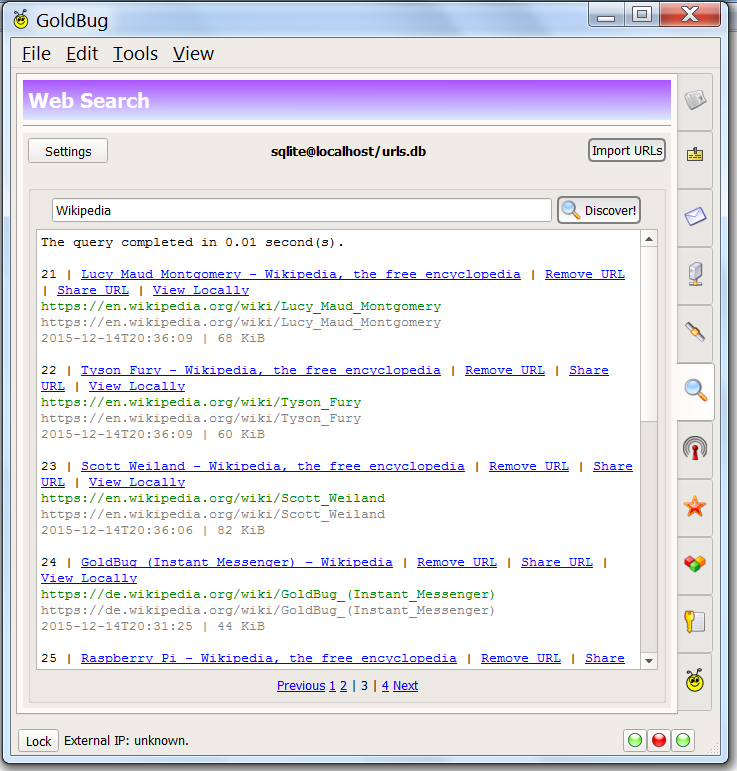 GoldBug
File Edit Tools View
Web Search
Settings sqlite@localhost/urls.db Import URLs
Wikipedia Discover!
The query completed in 0.01 second(s).
21 | Lucy Maud Montgomery - Wikipedia, the free encyclopedia | Remove URL
| Share URL | View Locally
https://en.wikipedia.org/wiki/Lucy_Maud_Montgomery
https://en.wikipedia.org/wiki/Lucy_Maud_Montgomery
2015-12-14T20:36:09 | 68 KiB
22 | Tyson Fury - Wikipedia, the free encyclopedia | Remove URL | Share
URL | View Locally
https://en.wikipedia.org/wiki/Tyson_Fury
https://en.wikipedia.org/wiki/Tyson_Fury
2015-12-14T20:36:09 | 60 KiB
23 | Scott Weiland - Wikipedia, the free encyclopedia | Remove URL | Share
URL | View Locally
https://en.wikipedia.org/wiki/Scott_Weiland
https://en.wikipedia.org/wiki/Scott_Weiland
2015-12-14T20:36:06 | 82 KiB
24 | GoldBug (Instant Messenger) - Wikipedia | Remove URL | Share URL |
View Locally
https://de.wikipedia.org/wiki/GoldBug_(Instant_Messenger)
https://de.wikipedia.org/wiki/GoldBug_(Instant_Messenger)
2015-12-14T20:31:25 | 44 KiB
25 | Raspberry Pi - Wikipedia, the free encyclopedia | Remove URL | Share
Previous 1 2 | 3 | 4 Next
Lock External IP: unknown.